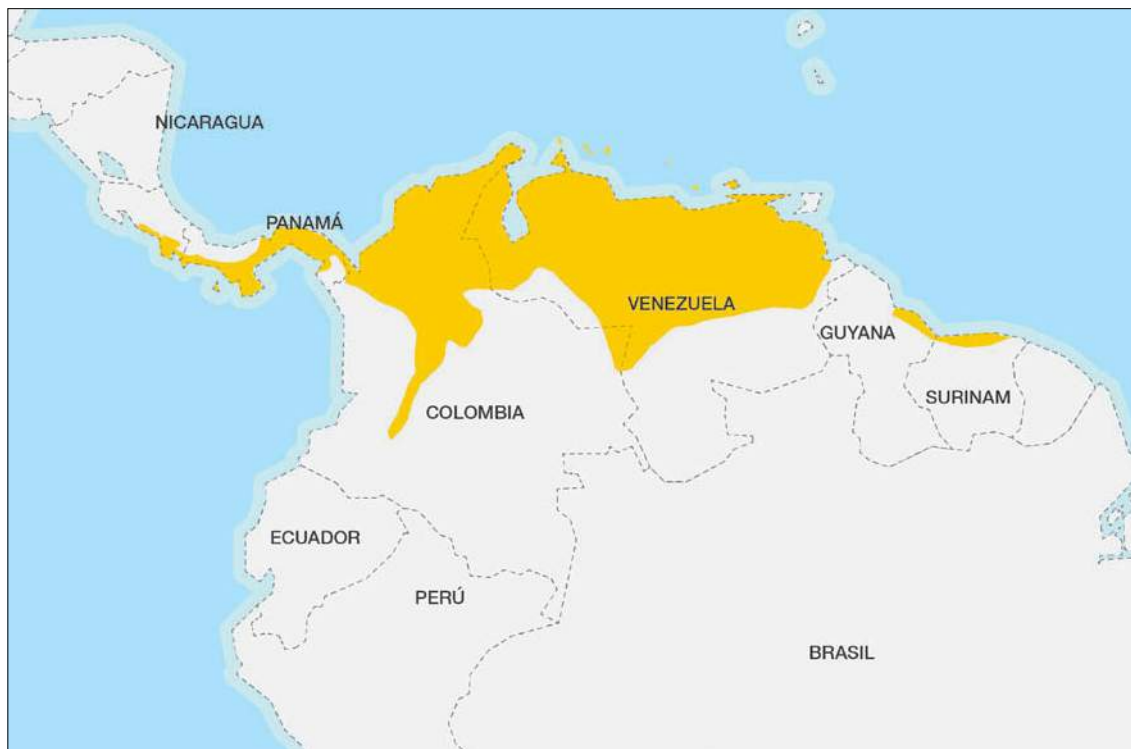 NICARAGUA
PANAMÁ
VENEZUELA
GUYANA
SURINAM
COLOMBIA
ECUADOR
PERÚ
BRASIL